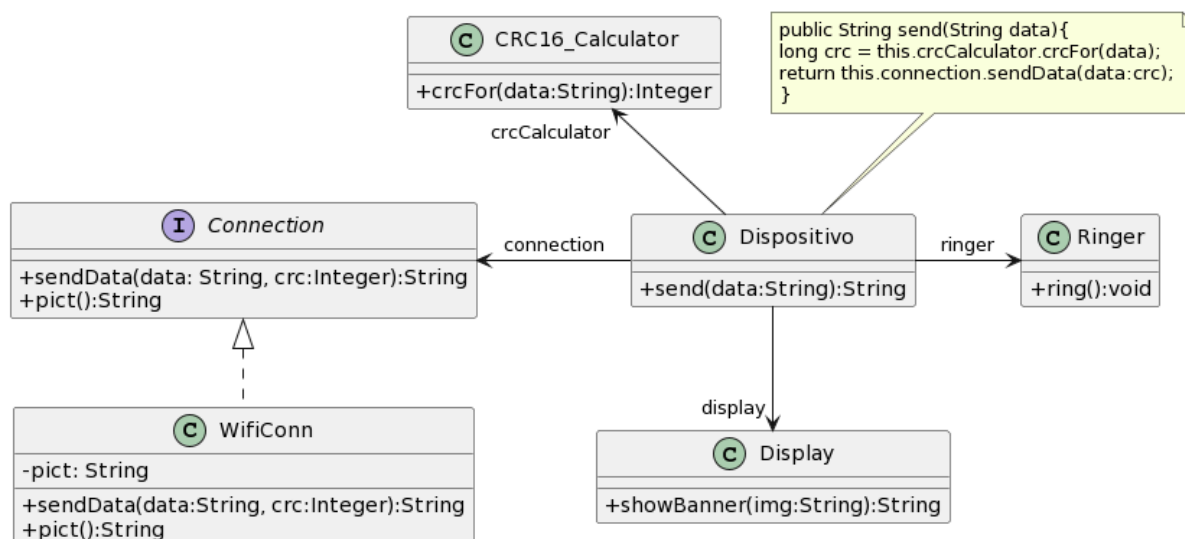 C CRC16_Calculator
+crcFor(data:String):Integer
public String send(String data){
long crc = this.crcCalculator.crcFor(data);
return this.connection.sendData(data:crc);
}
crcCalculator
I Connection
+sendData(data: String, crc:Integer):String
+pict():String
connection
C Dispositivo
+send(data:String):String
ringer
C Ringer
+ring():void
C WifiConn
-pict: String
+sendData(data:String, crc:Integer):String
+pict():String
display
C Display
+showBanner(img:String):String